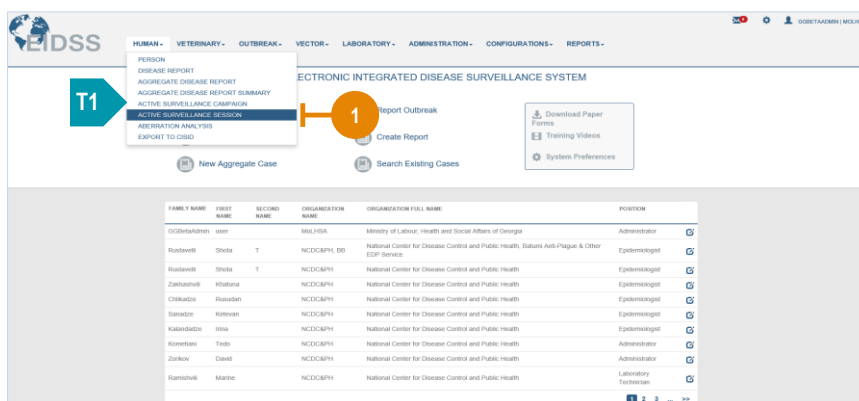 EIDSS
GGBETAADMIN | MOLH
HUMAN VETERINARY OUTBREAK VECTOR LABORATORY ADMINISTRATION CONFIGURATIONS REPORTS
PERSON
DISEASE REPORT
AGGREGATE DISEASE REPORT
AGGREGATE DISEASE REPORT SUMMARY
ACTIVE SURVEILLANCE CAMPAIGN
ACTIVE SURVEILLANCE SESSION
ABERRATION ANALYSIS
EXPORT TO CISID
T1
1
ECTRONIC INTEGRATED DISEASE SURVEILLANCE SYSTEM
Report Outbreak
Create Report
New Aggregate Case
Search Existing Cases
Download Paper
Forms
Training Videos
System Preferences
FAMILY NAME FIRST NAME SECOND NAME ORGANIZATION NAME ORGANIZATION FULL NAME POSITION
GGBetaAdmin user MoLHSA Ministry of Labour, Health and Social Affairs of Georgia Administrator
Rustavelli Shota T NCDC&PH, BB National Center for Disease Control and Public Health, Batumi Anti-Plague & Other EDP Service Epidemiologist
Rustavelli Shota T NCDC&PH National Center for Disease Control and Public Health Epidemiologist
Zakhashvili Khatuna NCDC&PH National Center for Disease Control and Public Health Epidemiologist
Chlikadze Rusudan NCDC&PH National Center for Disease Control and Public Health Epidemiologist
Sanadze Ketevan NCDC&PH National Center for Disease Control and Public Health Epidemiologist
Kalandadze Irina NCDC&PH National Center for Disease Control and Public Health Epidemiologist
Kometiani Tedo NCDC&PH National Center for Disease Control and Public Health Administrator
Zorikov David NCDC&PH National Center for Disease Control and Public Health Administrator
Ramishvili Marine NCDC&PH National Center for Disease Control and Public Health Laboratory Technician
1 2 3 ... >>